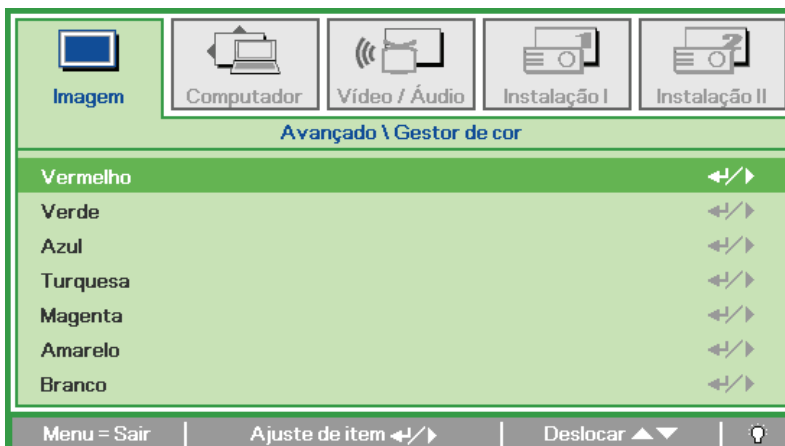 Imagem Computador Vídeo / Áudio Instalação I Instalação II
Avançado \ Gestor de cor
Vermelho
Verde
Azul
Turquesa
Magenta
Amarelo
Branco
Menu = Sair Ajuste de item Deslocar